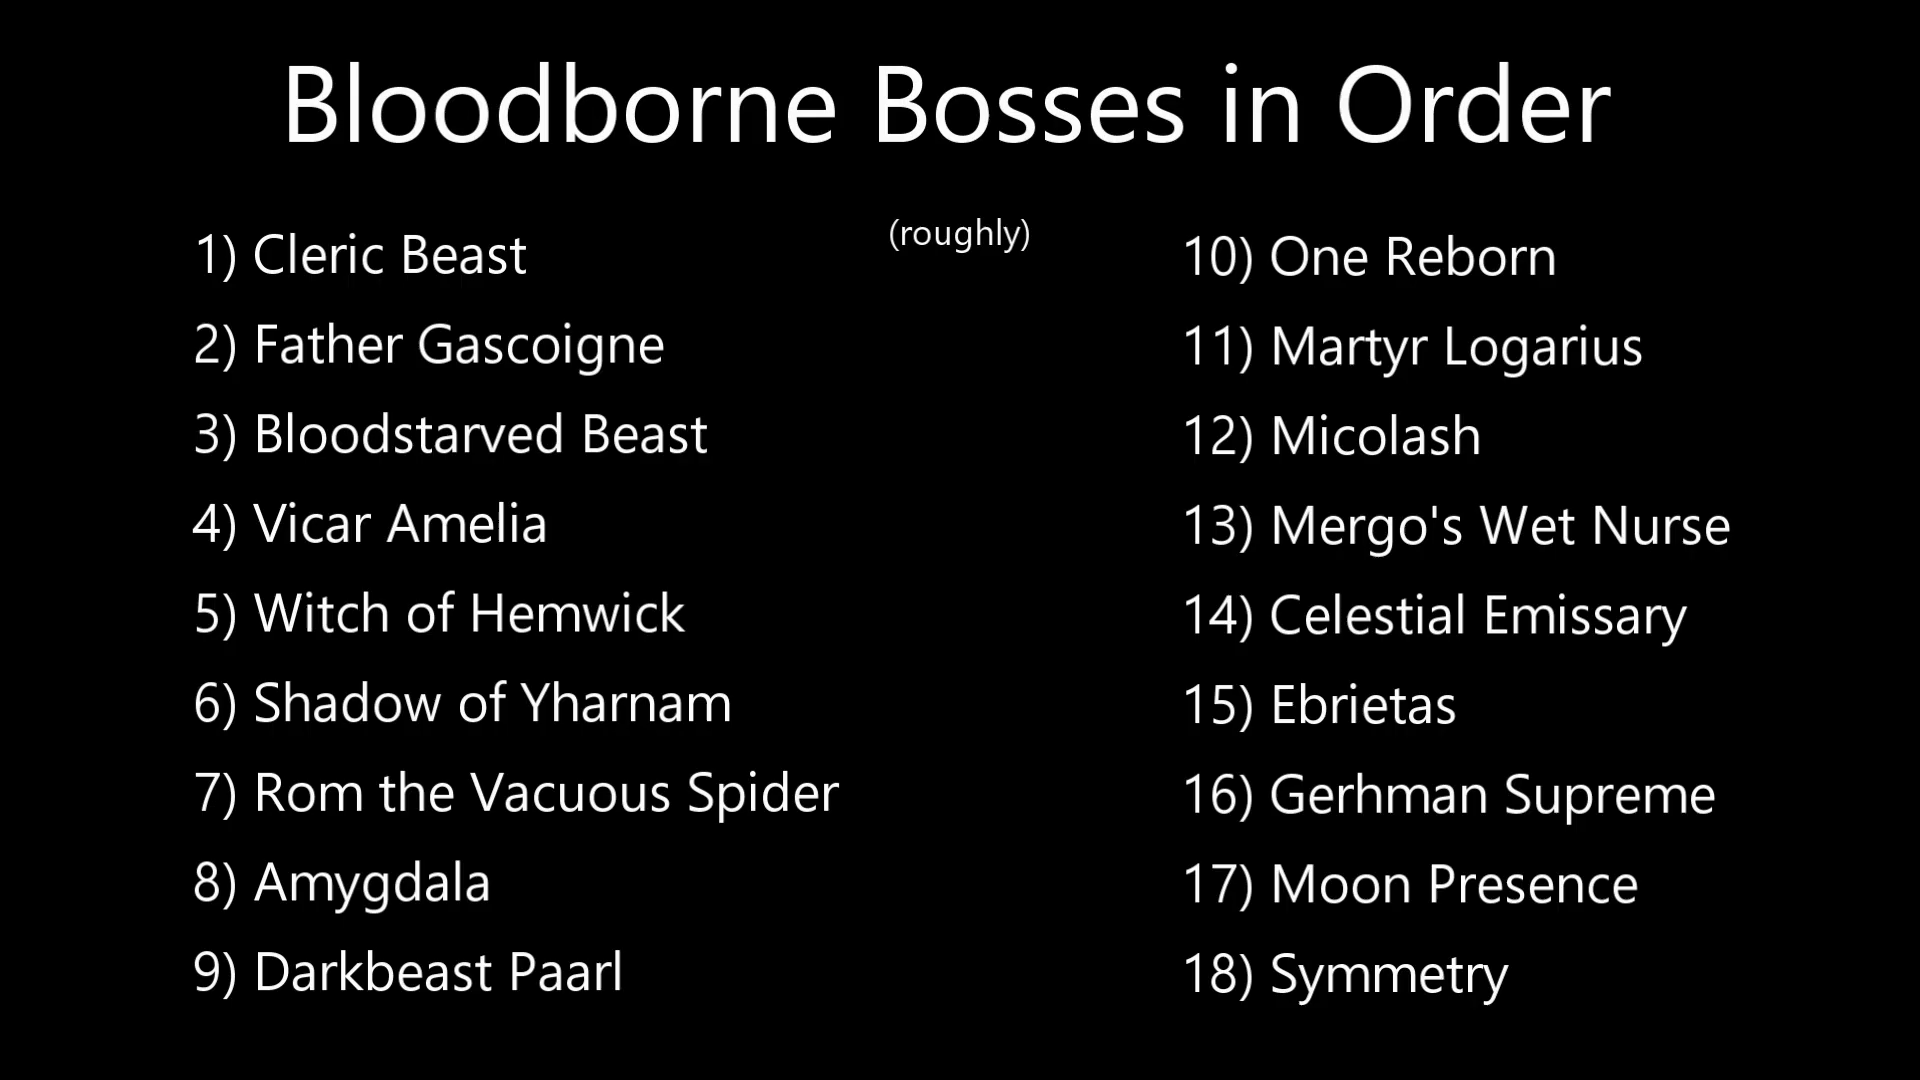 Bloodborne Bosses in Order
(roughly)
1) Cleric Beast
2) Father Gascoigne
3) Bloodstarved Beast
4) Vicar Amelia
5) Witch of Hemwick
6) Shadow of Yharnam
7) Rom the Vacuous Spider
8) Amygdala
9) Darkbeast Paarl
10) One Reborn
11) Martyr Logarius
12) Micolash
13) Mergo's Wet Nurse
14) Celestial Emissary
15) Ebrietas
16) Gerhman Supreme
17) Moon Presence
18) Symmetry